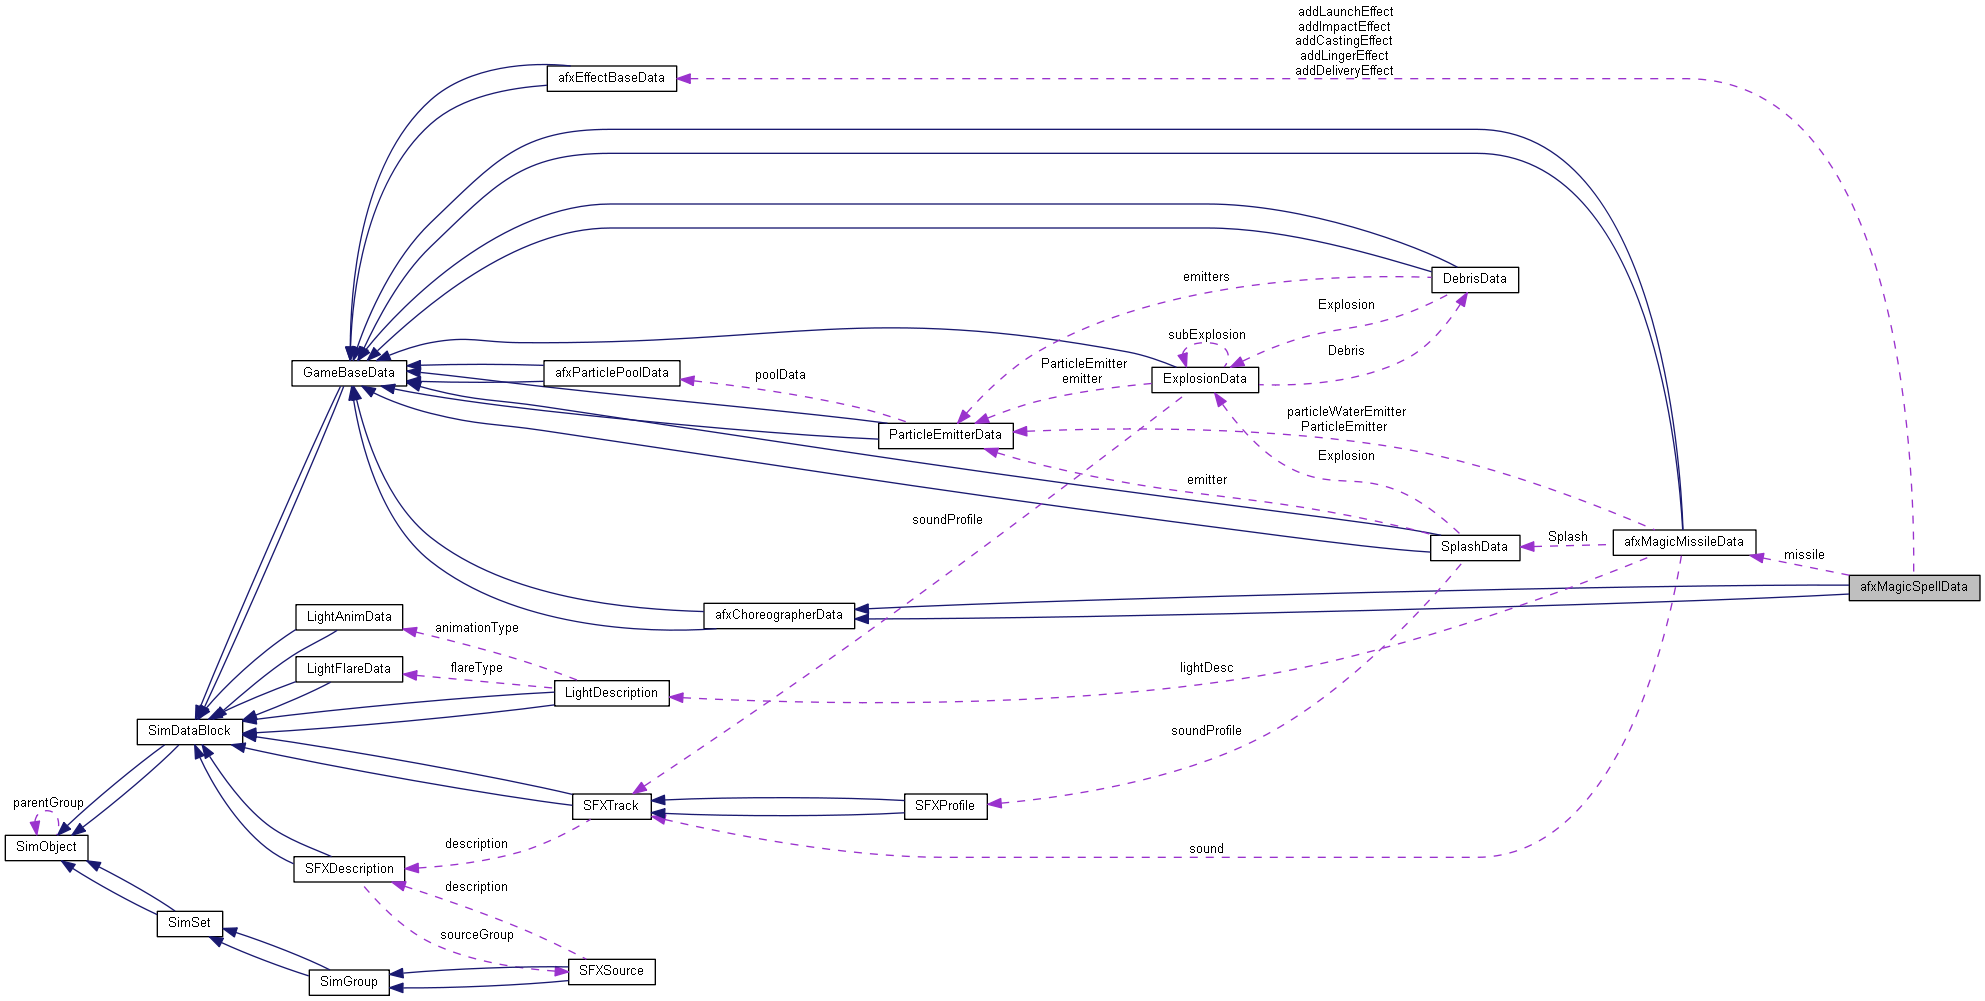 addLaunchEffect
addImpactEffect
addCastingEffect
addLingerEffect
addDeliveryEffect
afxEffectBaseData
emitters
DebrisData
Explosion
subExplosion
Debris
GameBaseData
afxParticlePoolData
poolData
ParticleEmitter
emitter
ExplosionData
particleWaterEmitter
ParticleEmitter
ParticleEmitterData
Explosion
emitter
soundProfile
Splash
SplashData
afxMagicMissileData
missile
afxMagicSpellData
LightAnimData
afxChoreographerData
animationType
LightFlareData
flareType
LightDescription
lightDesc
SimDataBlock
soundProfile
parentGroup
SFXTrack
SFXProfile
SimObject
description
sound
SFXDescription
description
SimSet
sourceGroup
SFXSource
SimGroup